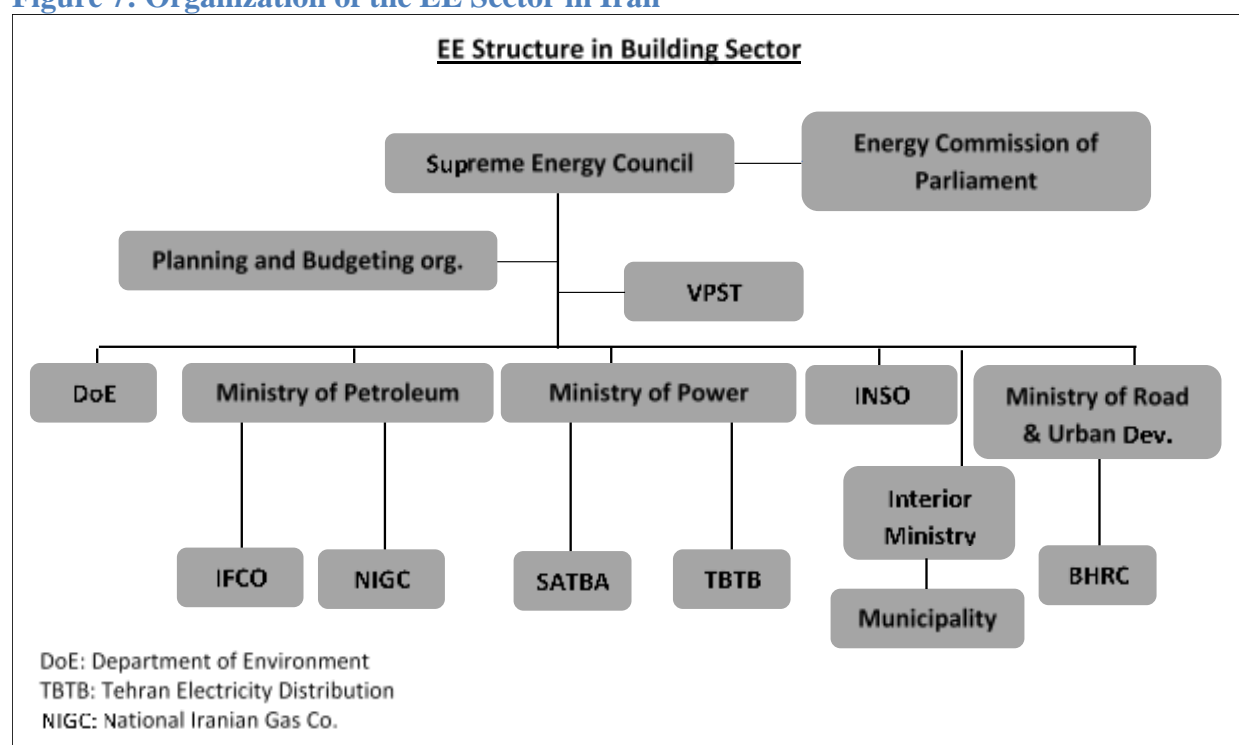 Figure 7: Organization of the EE Sector in Iran
EE Structure in Building Sector
Supreme Energy Council
Energy Commission of
Parliament
Planning and Budgeting org.
VPST
DoE
Ministry of Petroleum
Ministry of Power
INSO
Ministry of Road
& Urban Dev.
Interior
Ministry
IFCO
NIGC
SATBA
TBTB
BHRC
Municipality
DoE: Department of Environment
TBTB: Tehran Electricity Distribution
NIGC: National Iranian Gas Co.